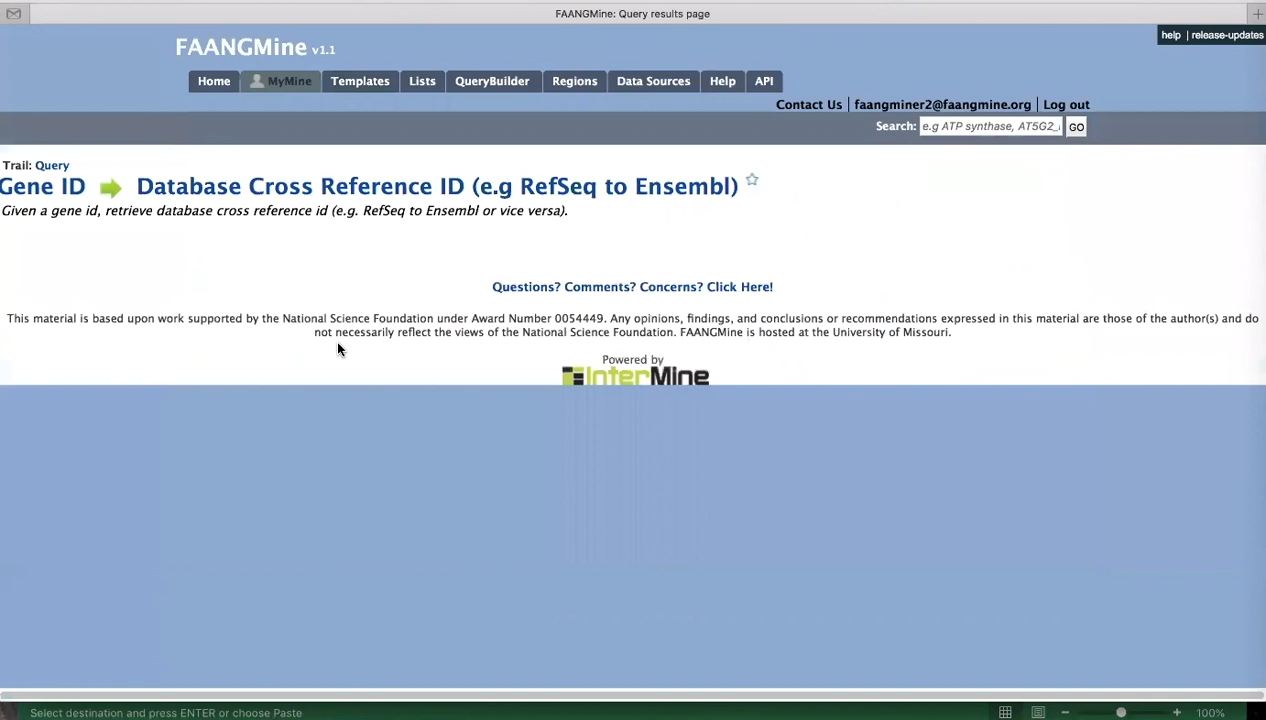 FAANGMine: Query results page
help | release-updates
FAANGMine v1.1
Home MyMine Templates Lists QueryBuilder Regions Data Sources Help API
Contact Us | faangminer2@faangmine.org | Log out
Search: e.g ATP synthase, AT5G2_ GO
Trail: Query
Gene ID Database Cross Reference ID (e.g RefSeq to Ensembl)
Given a gene id, retrieve database cross reference id (e.g. RefSeq to Ensembl or vice versa).
Questions? Comments? Concerns? Click Here!
This material is based upon work supported by the National Science Foundation under Award Number 0054449. Any opinions, findings, and conclusions or recommendations expressed in this material are those of the author(s) and do
not necessarily reflect the views of the National Science Foundation. FAANGMine is hosted at the University of Missouri.
Powered by
InterMine
Select destination and press ENTER or choose Paste
100%